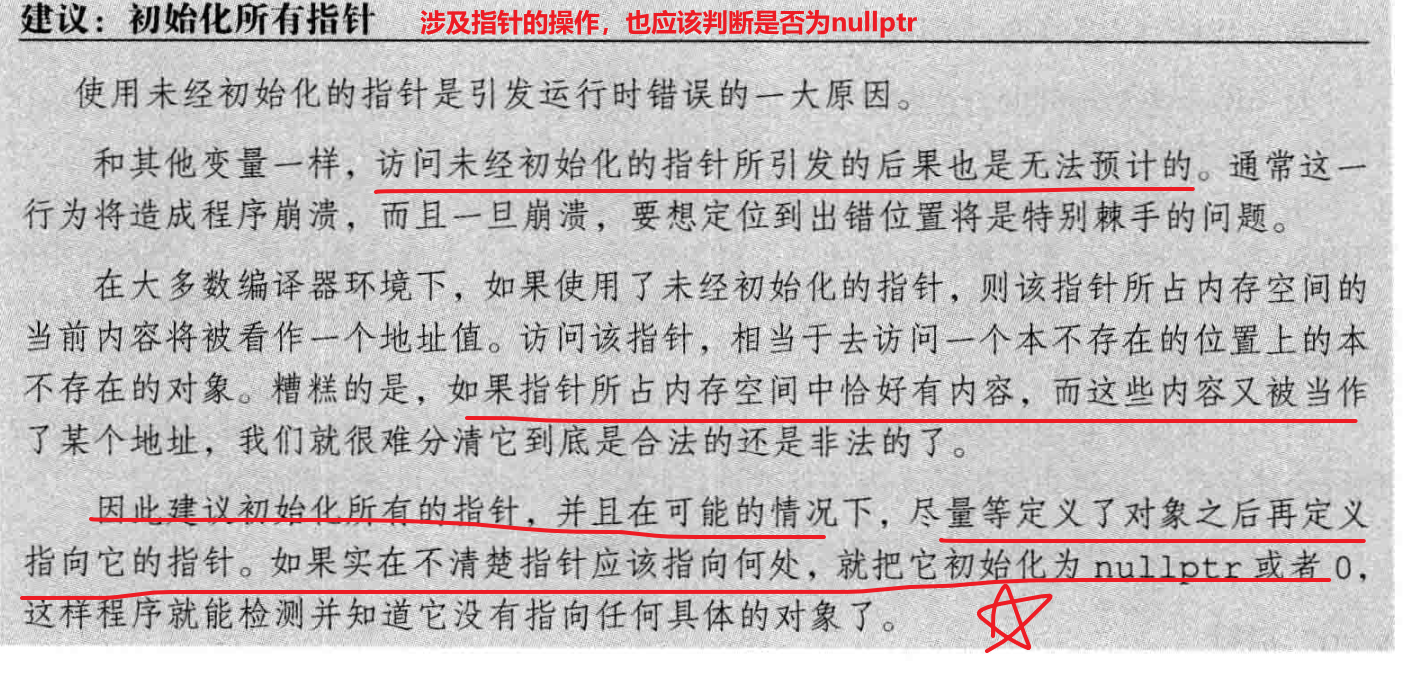 建议：初始化所有指针 涉及指针的操作，也应该判断是否为nullptr
使用未经初始化的指针是引发运行时错误的一大原因。
和其他变量一样，访问未经初始化的指针所引发的后果也是无法预计的。通常这一
行为将造成程序崩溃，而且一旦崩溃，要想定位到出错位置将是特别棘手的问题。
在大多数编译器环境下，如果使用了未经初始化的指针，则该指针所占内存空间的
当前内容将被看作一个地址值。访问该指针，相当于去访问一个本不存在的位置上的本
不存在的对象。糟糕的是，如果指针所占内存空间中恰好有内容，而这些内容又被当作
了某个地址，我们就很难分清它到底是合法的还是非法的了。
因此建议初始化所有的指针，并且在可能的情况下，尽量等定义了对象之后再定义
指向它的指针。如果实在不清楚指针应该指向何处，就把它初始化为 nullptr 或者 0，
这样程序就能检测并知道它没有指向任何具体的对象了。